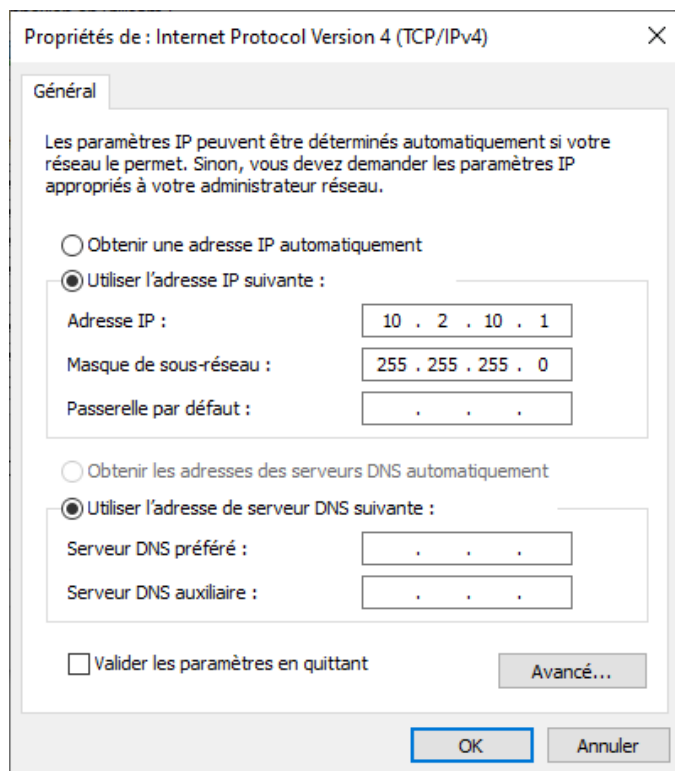 Propriétés de : Internet Protocol Version 4 (TCP/IPv4)
Général
Les paramètres IP peuvent être déterminés automatiquement si votre
réseau le permet. Sinon, vous devez demander les paramètres IP
appropriés à votre administrateur réseau.
Obtenir une adresse IP automatiquement
Utiliser l'adresse IP suivante :
Adresse IP : 10 . 2 . 10 . 1
Masque de sous-réseau : 255 . 255 . 255 . 0
Passerelle par défaut : . . .
Obtenir les adresses des serveurs DNS automatiquement
Utiliser l'adresse de serveur DNS suivante :
Serveur DNS préféré : . . .
Serveur DNS auxiliaire : . . .
Valider les paramètres en quittant
Avancé...
OK Annuler